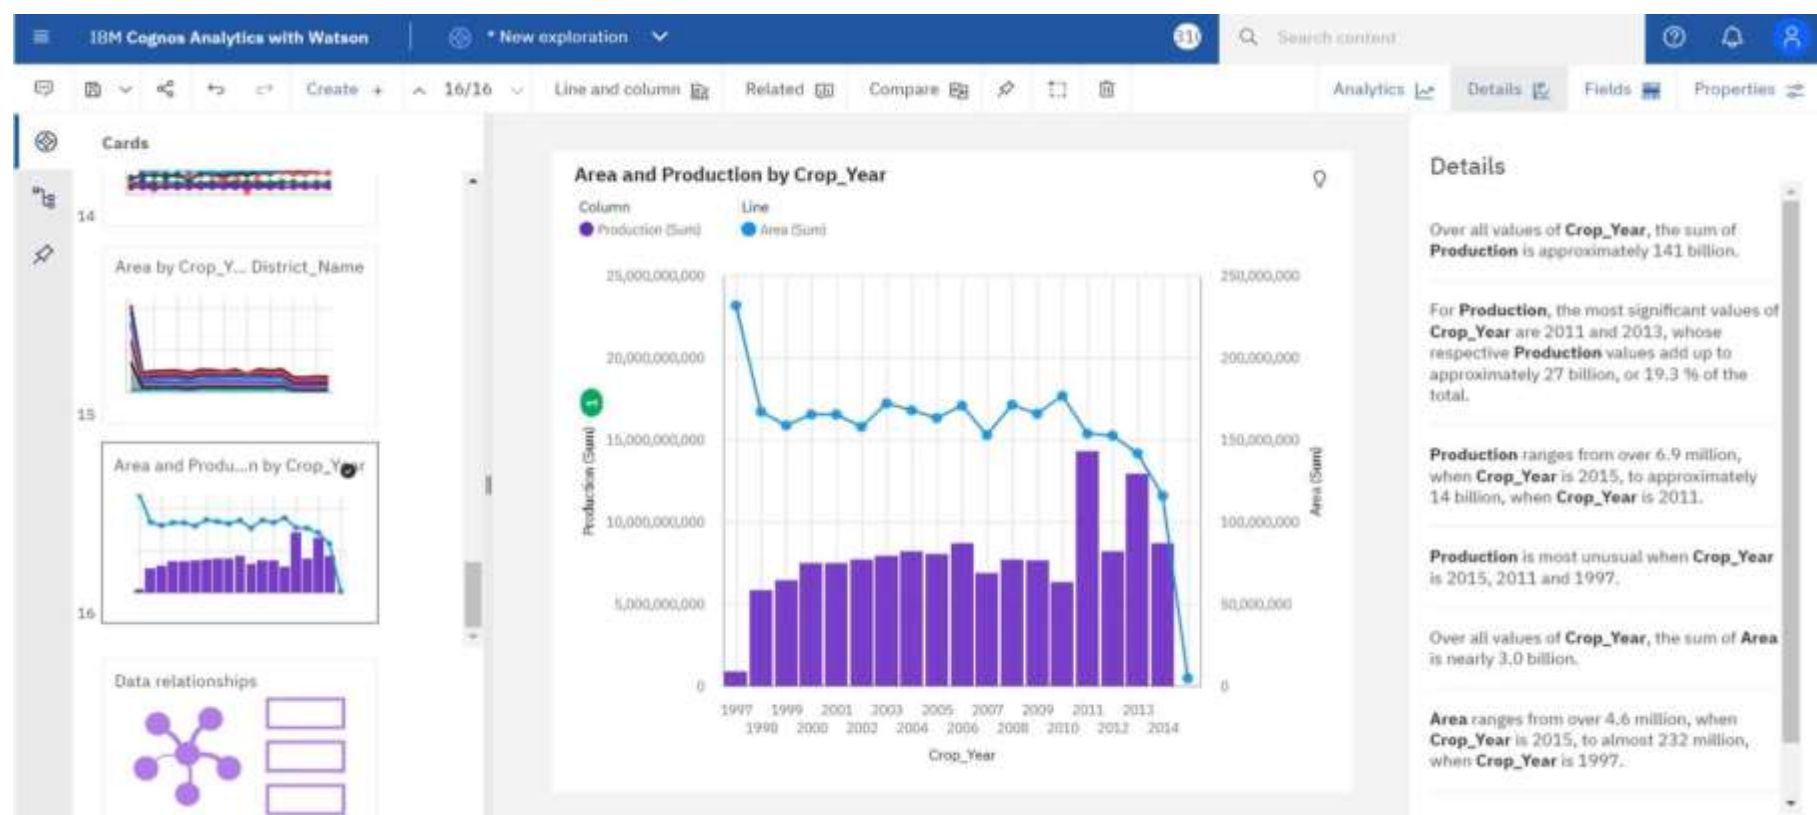 IBM Cognos Analytics with Watson
* New exploration
Search content
Create +
16/16
Line and column
Related
Compare
Analytics
Details
Fields
Properties
Cards
14
Area by Crop_Y... District_Name
15
Area and Produ...n by Crop_Year
16
Data relationships
Area and Production by Crop_Year
Column
Line
Production (Sum)
Area (Sum)
25,000,000,000
20,000,000,000
15,000,000,000
10,000,000,000
5,000,000,000
0
Production (Sum)
1
250,000,000
200,000,000
150,000,000
100,000,000
50,000,000
0
Area (Sum)
1997 1999 2001 2003 2005 2007 2009 2011 2013
1998 2000 2002 2004 2006 2008 2010 2012 2014
Crop_Year
Details
Over all values of Crop_Year, the sum of
Production is approximately 141 billion.
For Production, the most significant values of
Crop_Year are 2011 and 2013, whose
respective Production values add up to
approximately 27 billion, or 19.3 % of the
total.
Production ranges from over 6.9 million,
when Crop_Year is 2015, to approximately
14 billion, when Crop_Year is 2011.
Production is most unusual when Crop_Year
is 2015, 2011 and 1997.
Over all values of Crop_Year, the sum of Area
is nearly 3.0 billion.
Area ranges from over 4.6 million, when
Crop_Year is 2015, to almost 232 million,
when Crop_Year is 1997.